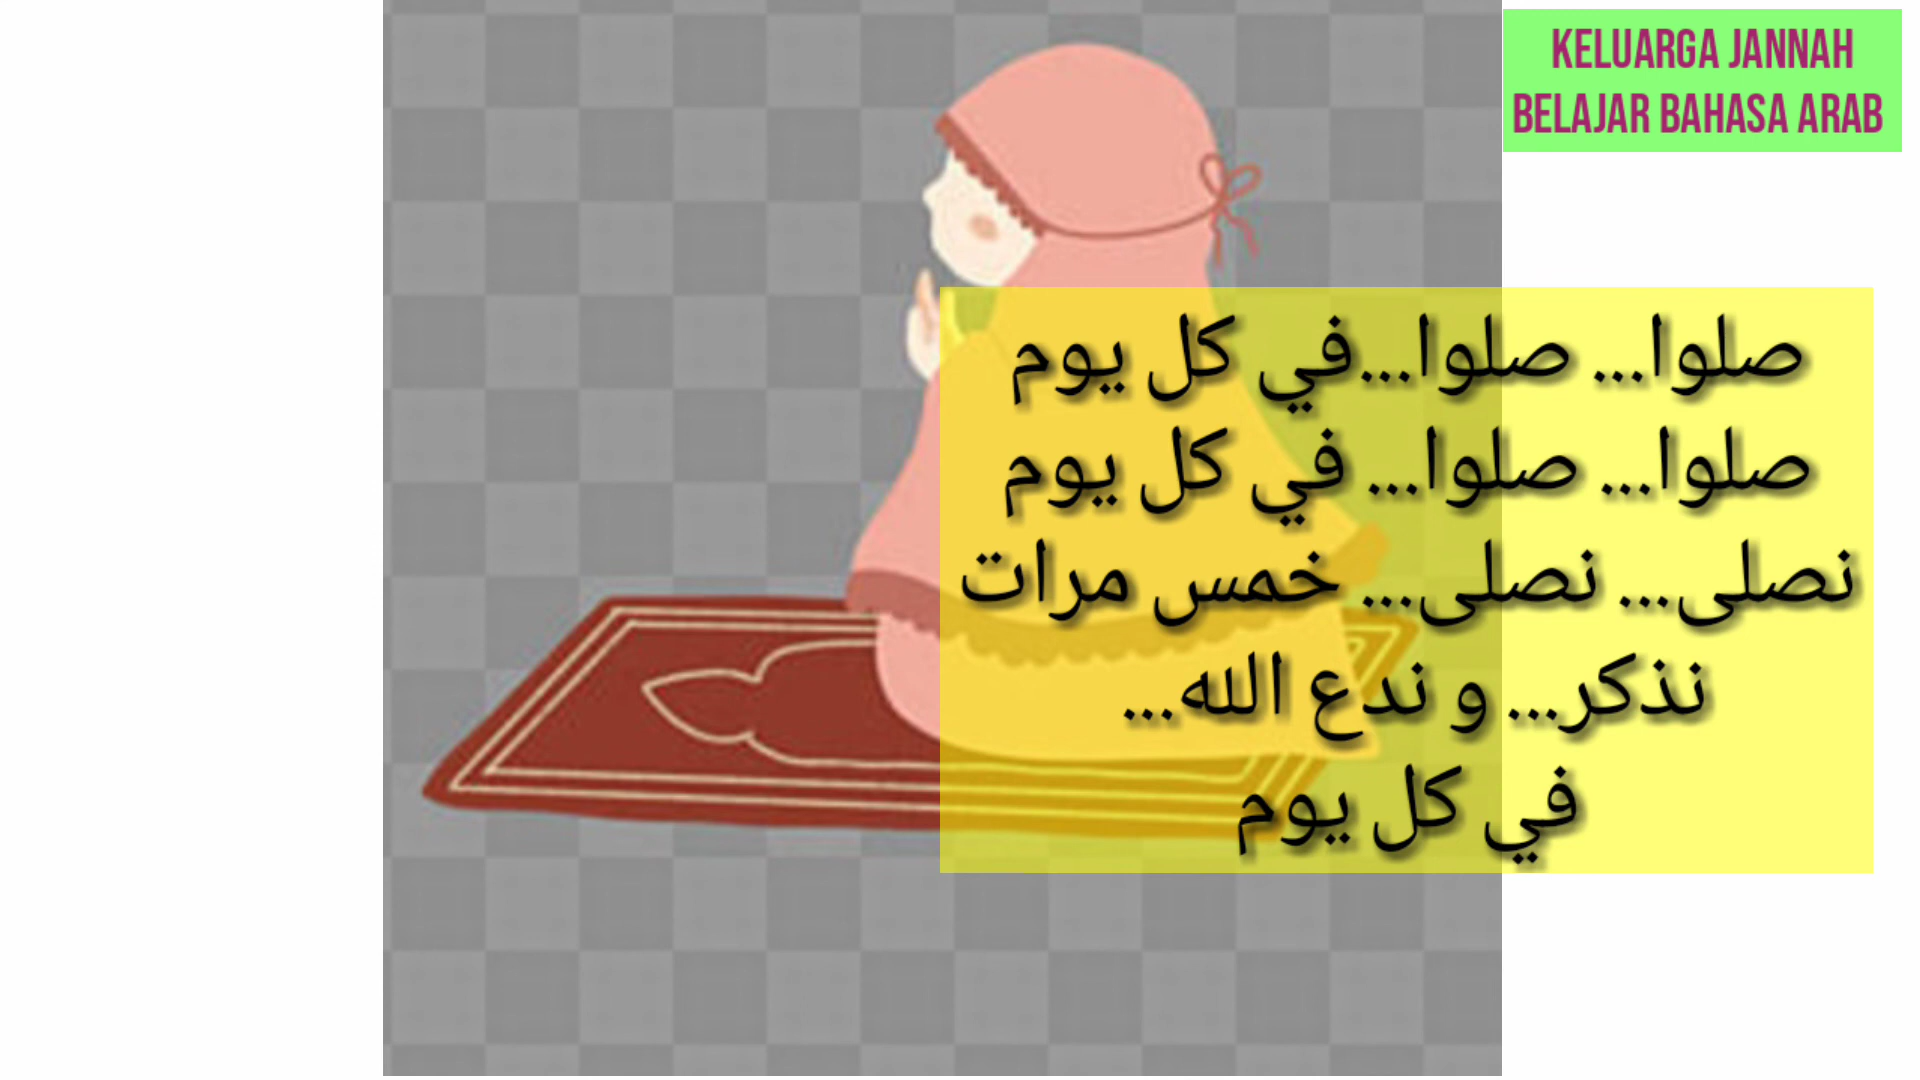 KELUARGA JANNAH
BELAJAR BAHASA ARAB
صلوا... صلوا...في كل يوم
صلوا... صلوا... في كل يوم
نصلى... نصلى... خمس مرات
نذكر... و ندع الله...
في كل يوم